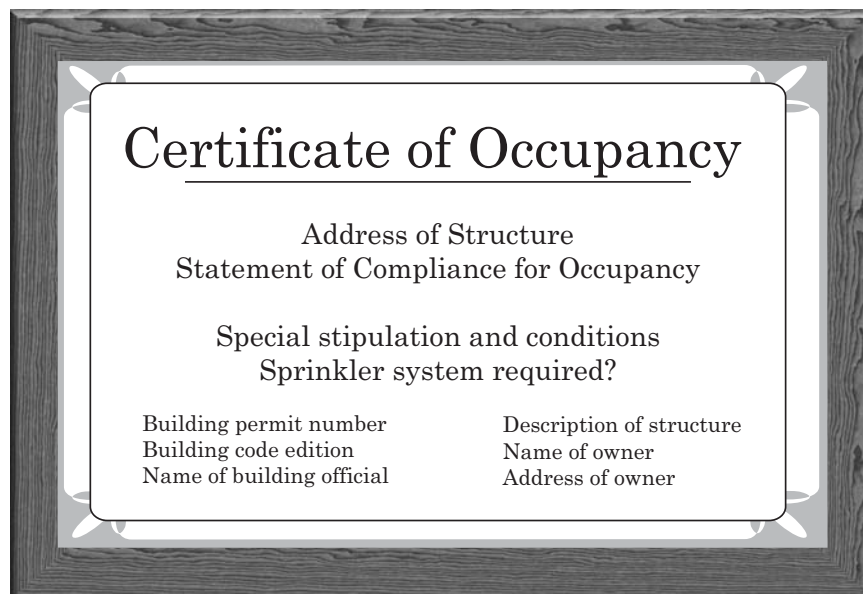 Certificate of Occupancy
Address of Structure
Statement of Compliance for Occupancy
Special stipulation and conditions
Sprinkler system required?
Building permit number
Building code edition
Name of building official
Description of structure
Name of owner
Address of owner